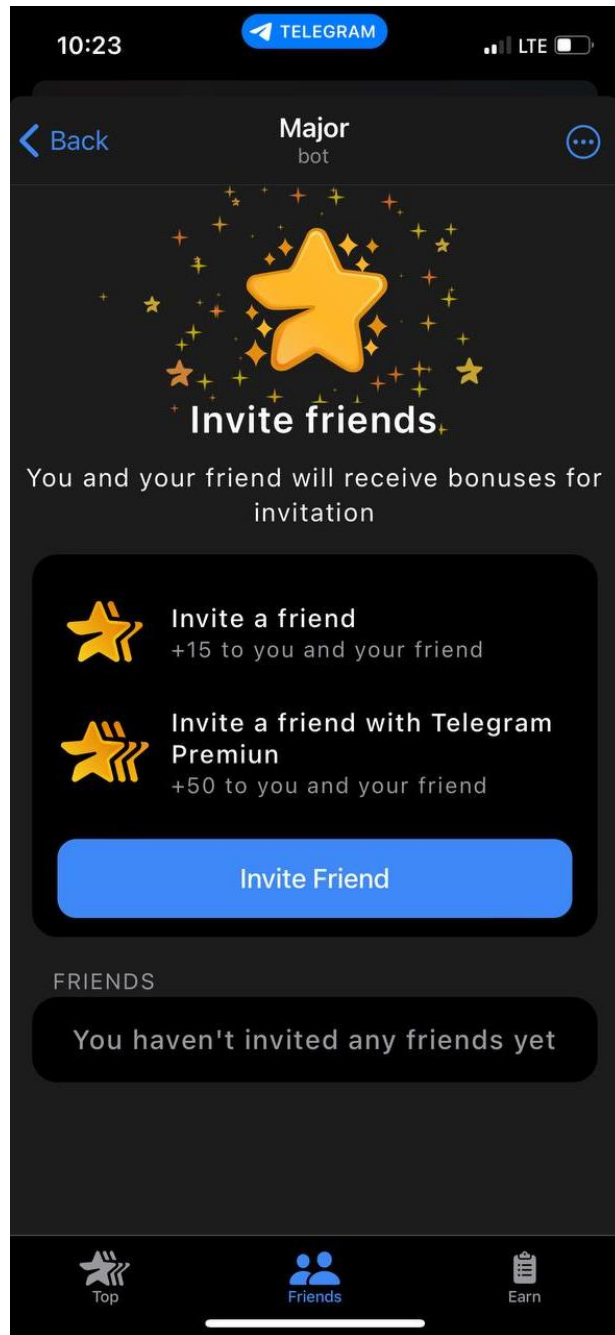 10:23
TELEGRAM
LTE
Back
Major
bot
Invite friends
You and your friend will receive bonuses for
invitation
Invite a friend
+15 to you and your friend
Invite a friend with Telegram
Premiun
+50 to you and your friend
Invite Friend
FRIENDS
You haven't invited any friends yet
Top
Friends
Earn